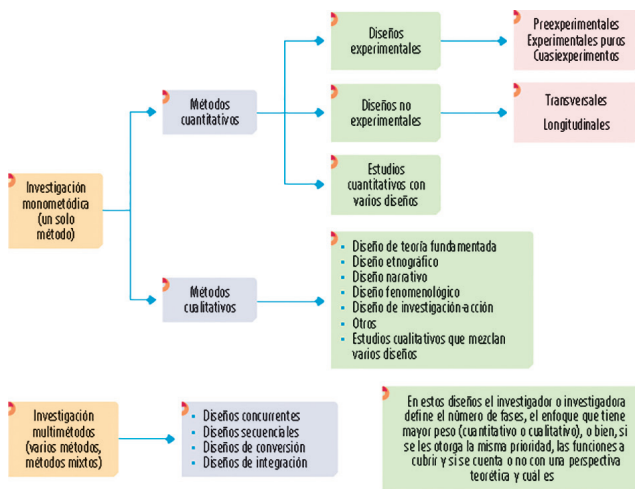 Diseños
experimentales
Preexperimentales
Experimentales puros
Cuasiexperimentos
Métodos
cuantitativos
Diseños no
experimentales
Transversales
Longitudinales
Estudios
cuantitativos con
varios diseños
Investigación
monometódica
(un solo
método)
Métodos
cualitativos
• Diseño de teoría fundamentada
• Diseño etnográfico
• Diseño narrativo
• Diseño fenomenológico
• Diseño de investigación-acción
• Otros
• Estudios cualitativos que mezclan
varios diseños
Investigación
multimétodos
(varios métodos,
métodos mixtos)
• Diseños concurrentes
• Diseños secuenciales
• Diseños de conversión
• Diseños de integración
En estos diseños el investigador o investigadora
define el número de fases, el enfoque que tiene
mayor peso (cuantitativo o cualitativo), o bien, si
se les otorga la misma prioridad, las funciones a
cubrir y si se cuenta o no con una perspectiva
teorética y cuál es